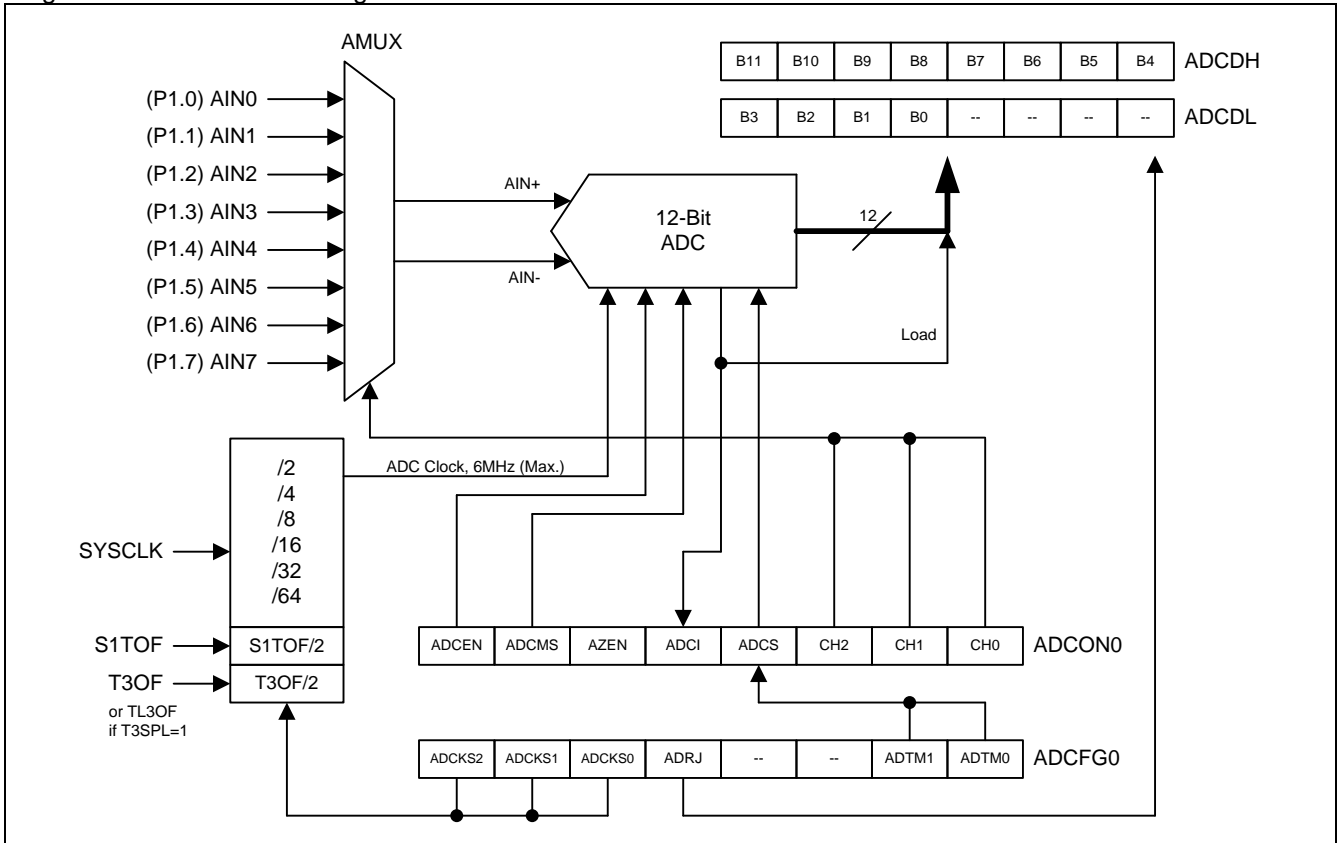 AMUX
B11 B10 B9 B8 B7 B6 B5 B4 ADCDH
B3 B2 B1 B0 -- -- -- -- ADCDL
(P1.0) AIN0
(P1.1) AIN1
(P1.2) AIN2
(P1.3) AIN3
(P1.4) AIN4
(P1.5) AIN5
(P1.6) AIN6
(P1.7) AIN7
AIN+
AIN-
12-Bit
ADC
12
Load
/2
/4
/8
/16
/32
/64
ADC Clock, 6MHz (Max.)
SYSCLK
S1TOF
S1TOF/2
T3OF
T3OF/2
or TL3OF
if T3SPL=1
ADCEN ADCMS AZEN ADCI ADCS CH2 CH1 CH0 ADCON0
ADCKS2 ADCKS1 ADCKS0 ADRJ -- -- ADTM1 ADTM0 ADCFG0